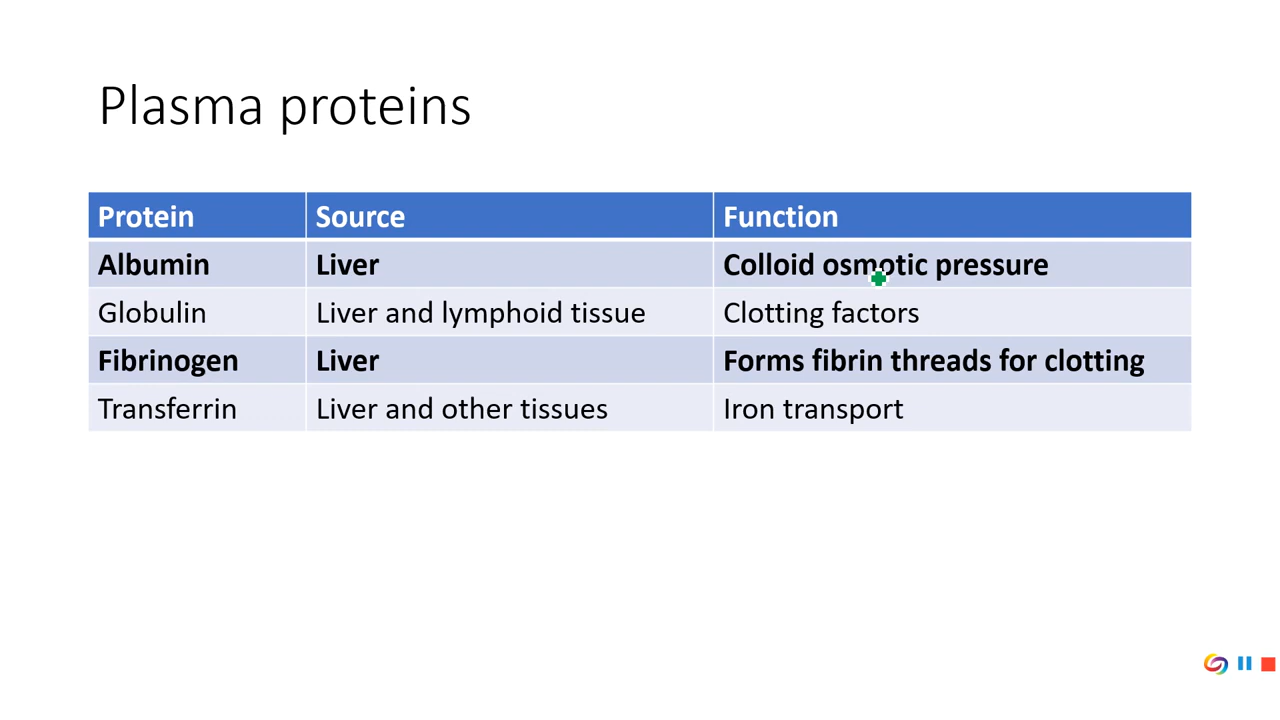 Plasma proteins
Protein Source Function
Albumin Liver Colloid osmotic pressure
Globulin Liver and lymphoid tissue Clotting factors
Fibrinogen Liver Forms fibrin threads for clotting
Transferrin Liver and other tissues Iron transport